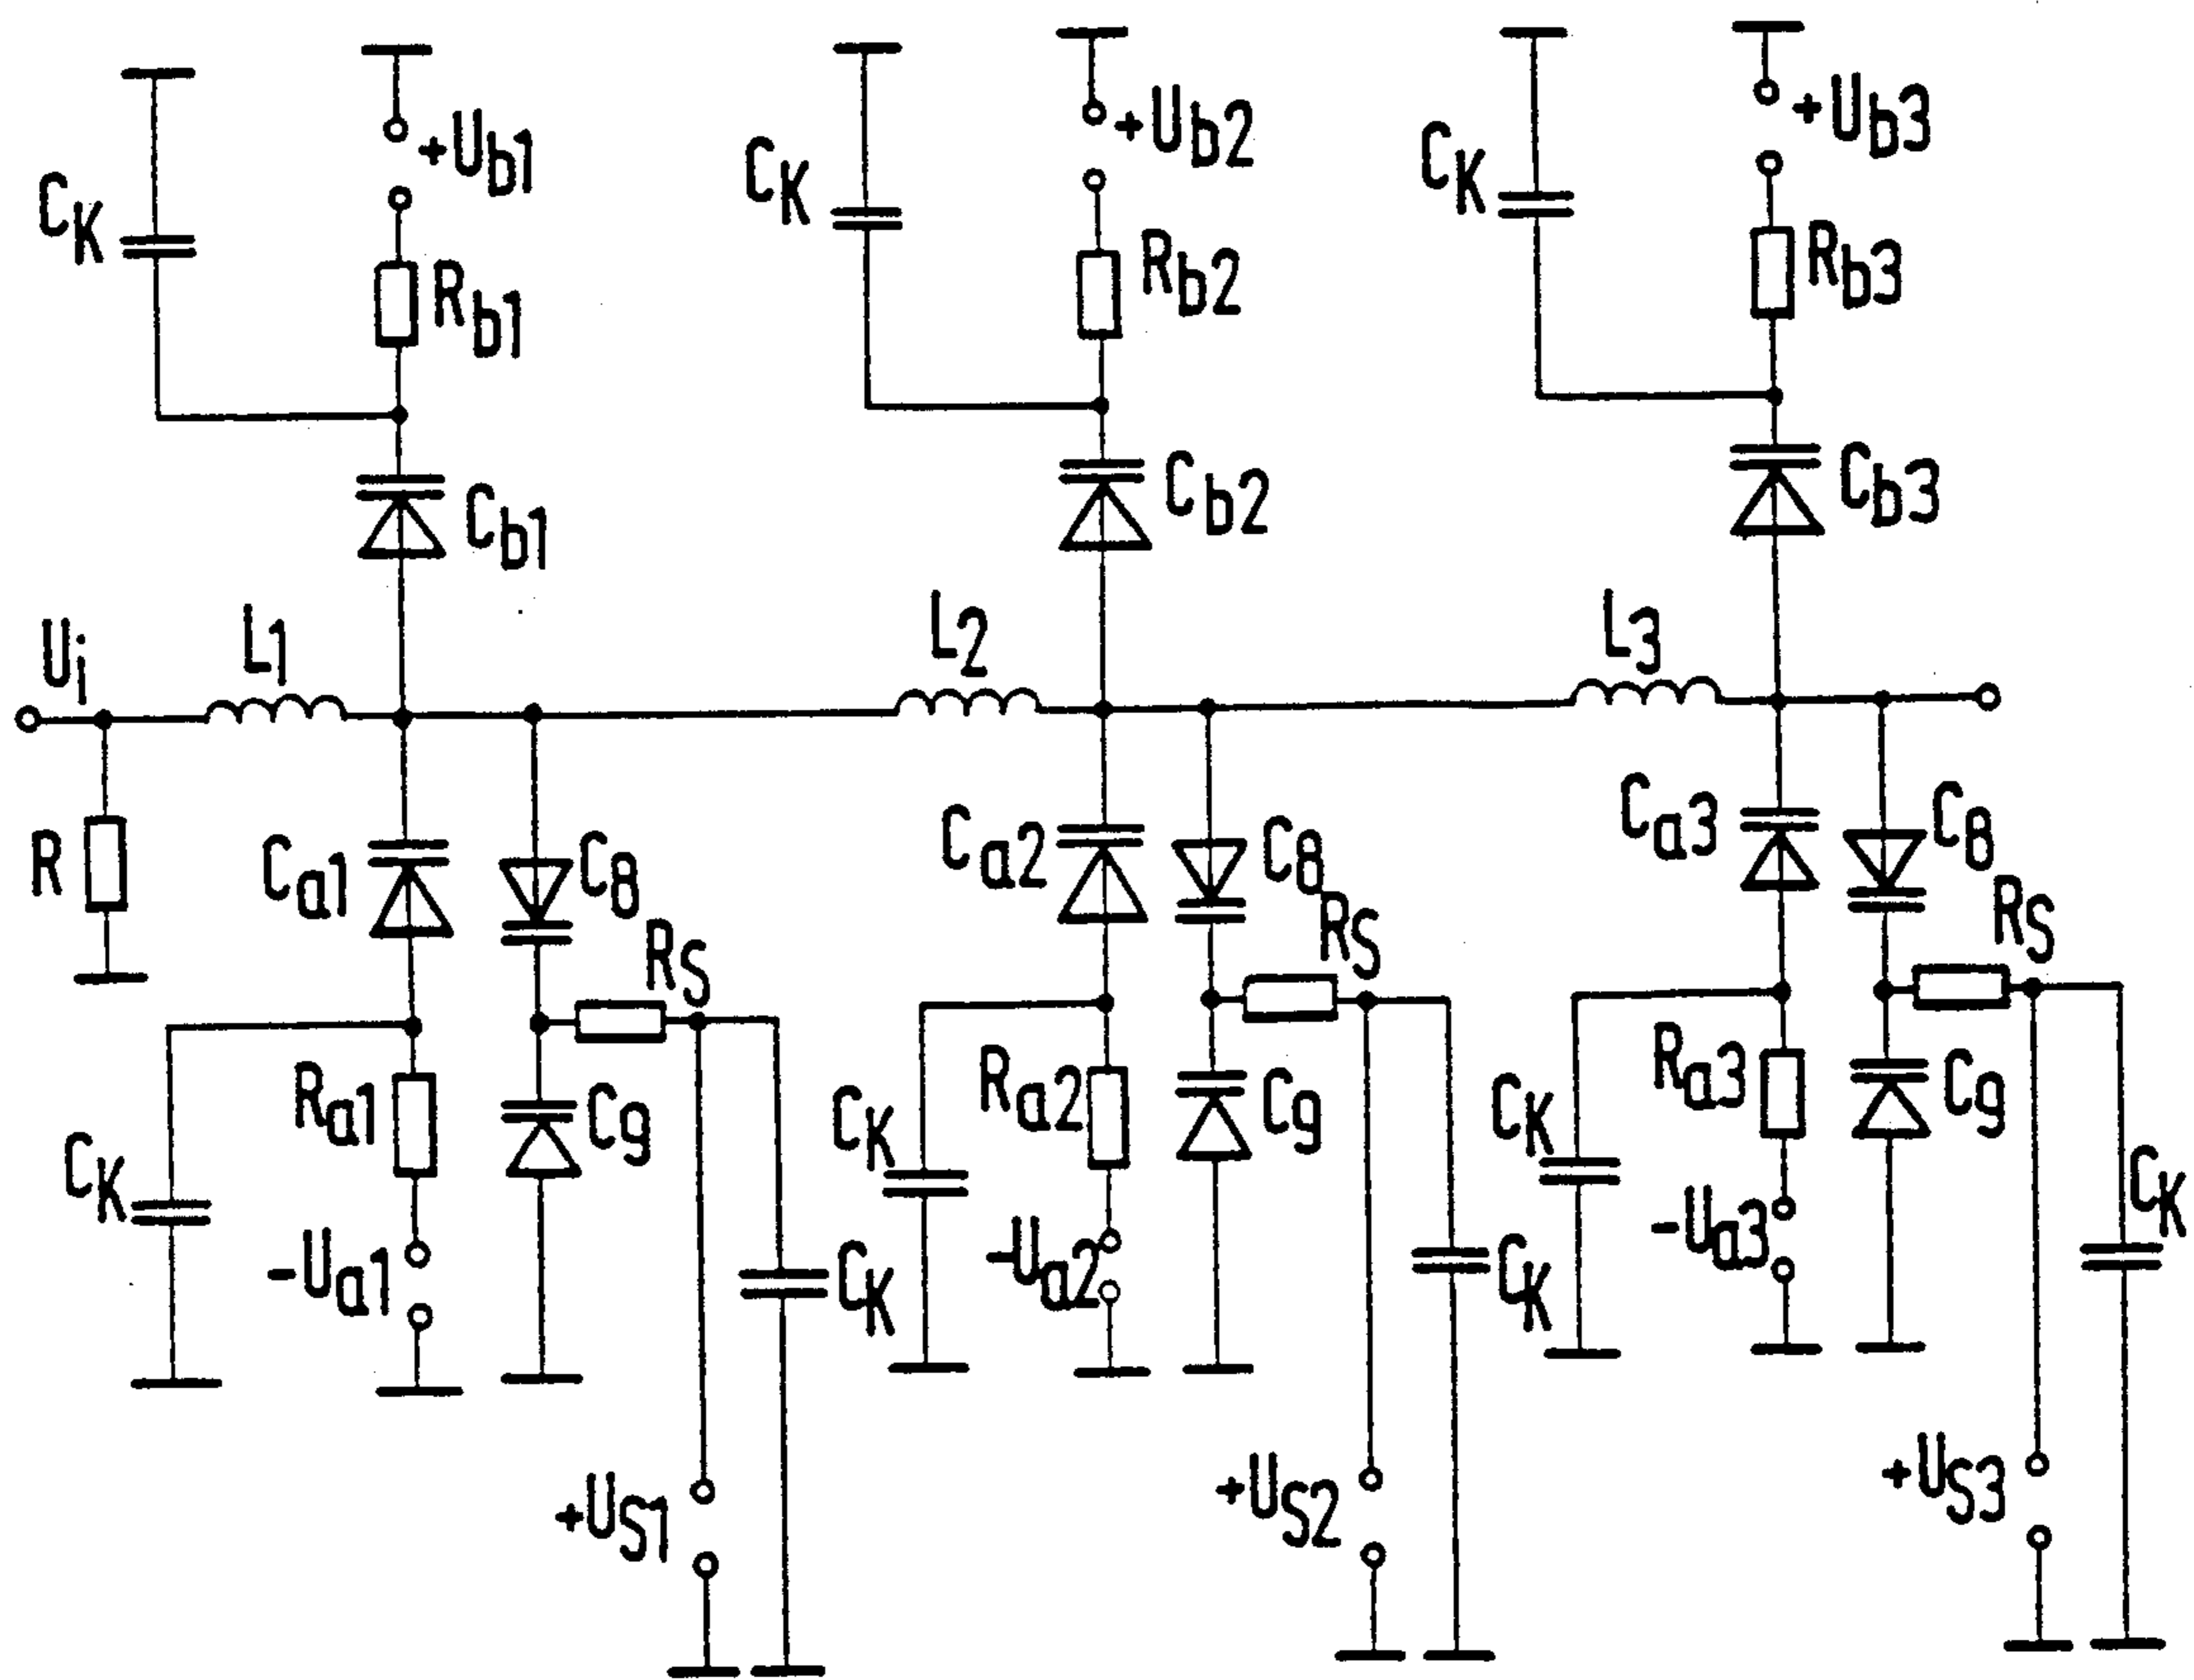 +Ub1
+Ub2
+Ub3
CK
CK
CK
Rb1
Rb2
Rb3
Cb1
Cb2
Cb3
Ui
L1
L2
L3
R
Ca1
C8
RS
Ca2
C8
RS
Ca3
C8
RS
CK
Ra1
C9
CK
Ra2
C9
CK
Ra3
C9
CK
-Ua1
CK
-Ua2
CK
-Ua3
+US1
+US2
+US3